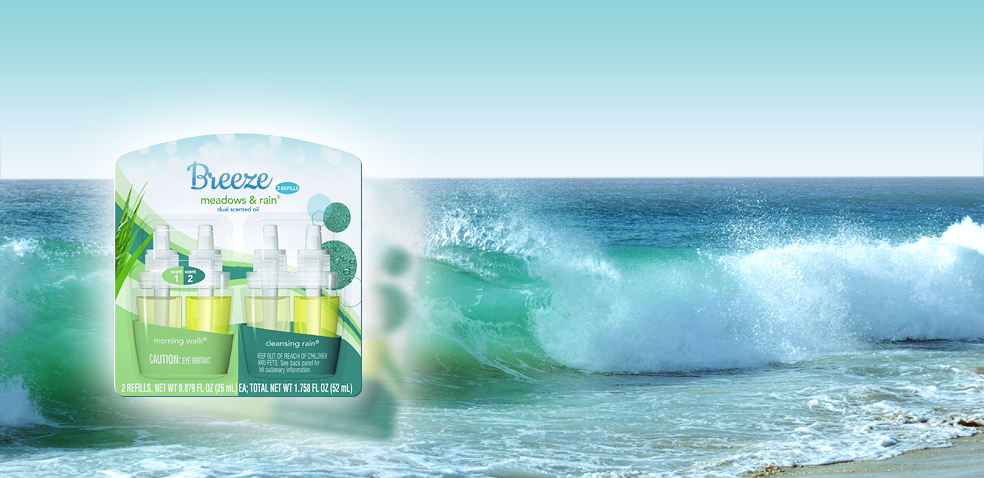 Breeze
2 REFILLS
meadows & rain®
dual scented oil
scent 1
scent 2
morning walk®
CAUTION: EYE IRRITANT
cleansing rain®
KEEP OUT OF REACH OF CHILDREN
AND PETS. See back panel for
full cautionary information.
2 REFILLS, NET WT 0.879 FL OZ (26 mL) EA; TOTAL NET WT 1.758 FL OZ (52 mL)